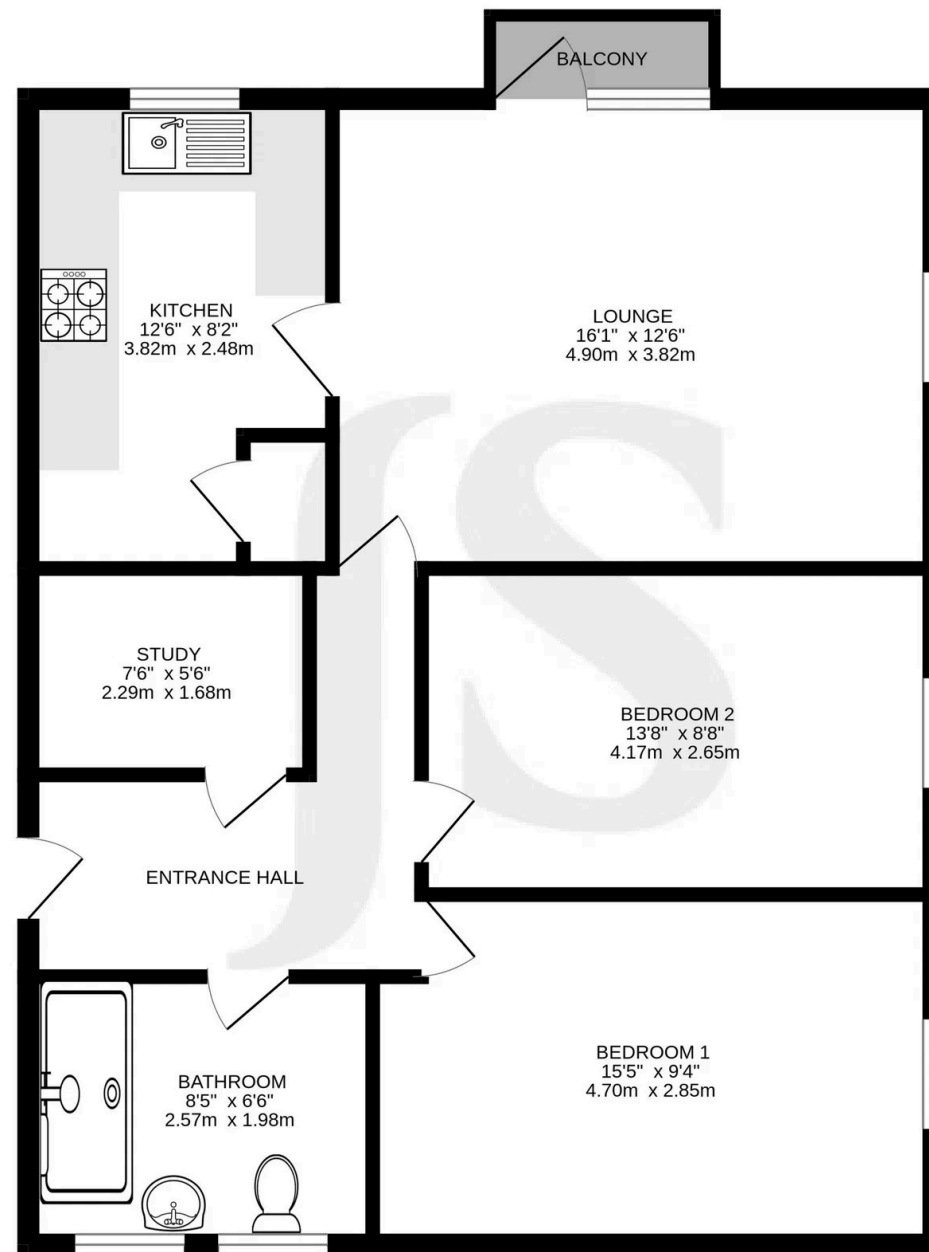 BALCONY
KITCHEN
12'6" x 8'2"
3.82m x 2.48m
LOUNGE
16'1" x 12'6"
4.90m x 3.82m
STUDY
7'6" x 5'6"
2.29m x 1.68m
BEDROOM 2
13'8" x 8'8"
4.17m x 2.65m
ENTRANCE HALL
BEDROOM 1
15'5" x 9'4"
4.70m x 2.85m
BATHROOM
8'5" x 6'6"
2.57m x 1.98m
JS